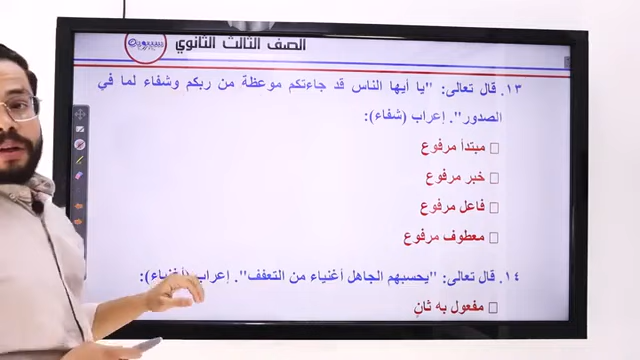 سيبويه
الصف الثالث الثانوي
١٣. قال تعالى: "يا أيها الناس قد جاءتكم موعظة من ربكم وشفاء لما في
الصدور". إعراب (شفاء):
□ مبتدأ مرفوع
□ خبر مرفوع
□ فاعل مرفوع
□ معطوف مرفوع
١٤. قال تعالى: "يحسبهم الجاهل أغنياء من التعفف". إعراب (أغنياء):
□ مفعول به ثانٍ